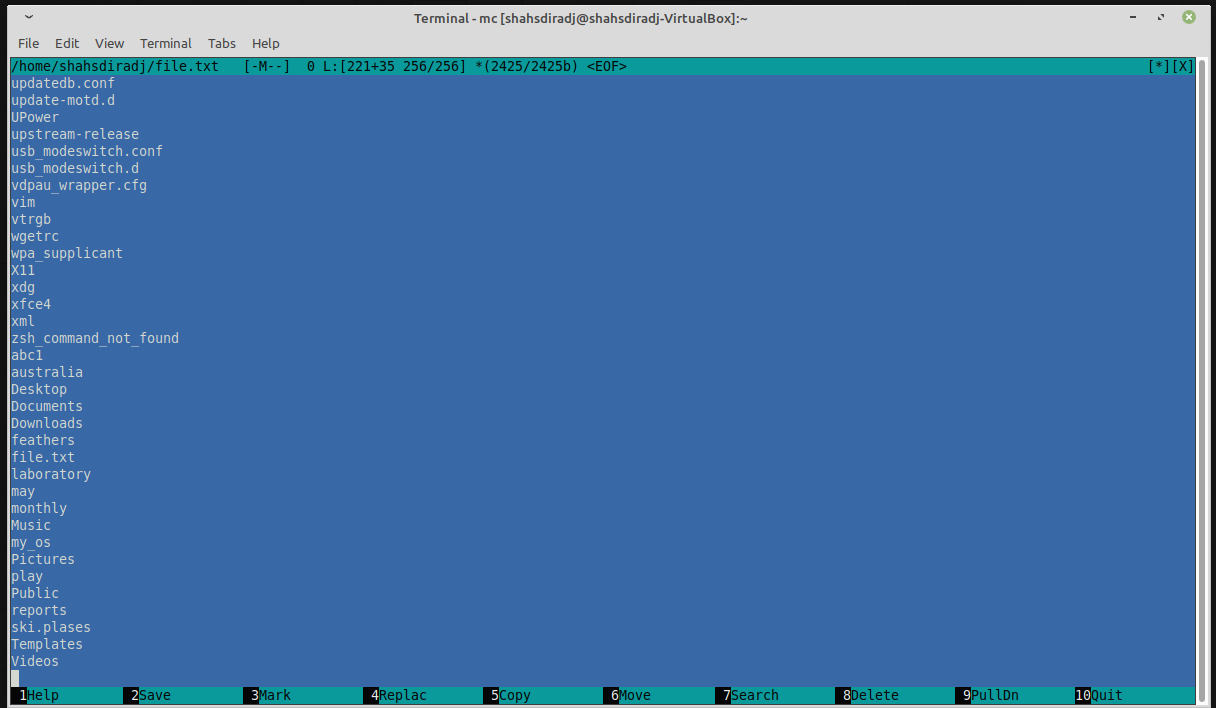 Terminal - mc [shahsdiradj@shahsdiradj-VirtualBox]:~
File Edit View Terminal Tabs Help
/home/shahsdiradj/file.txt [-M--] 0 L:[221+35 256/256] *(2425/2425b) <EOF> [*][X]
updatedb.conf
update-motd.d
UPower
upstream-release
usb_modeswitch.conf
usb_modeswitch.d
vdpau_wrapper.cfg
vim
vtrgb
wgetrc
wpa_supplicant
X11
xdg
xfce4
xml
zsh_command_not_found
abc1
australia
Desktop
Documents
Downloads
feathers
file.txt
laboratory
may
monthly
Music
my_os
Pictures
play
Public
reports
ski.plases
Templates
Videos
1Help 2Save 3Mark 4Replac 5Copy 6Move 7Search 8Delete 9PullDn 10Quit